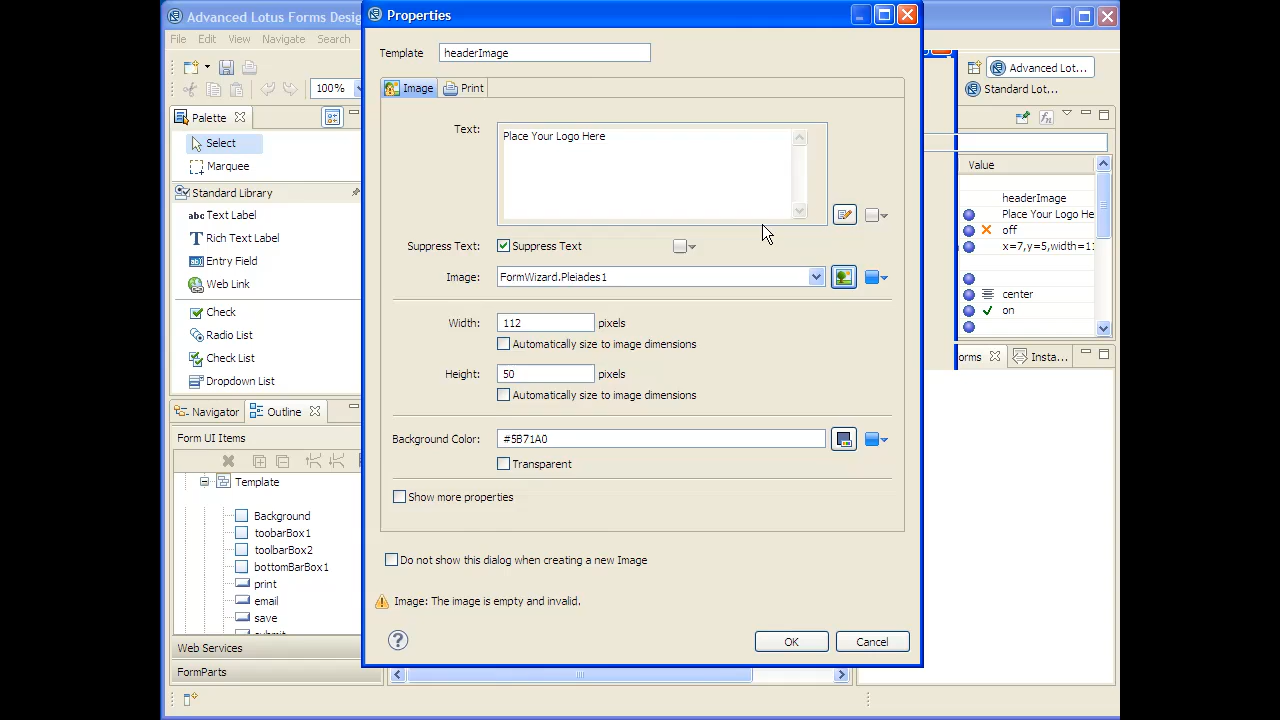 Advanced Lotus Forms Desig
File Edit View Navigate Search
100%
Palette
Select
Marquee
Standard Library
abc Text Label
T Rich Text Label
ab Entry Field
Web Link
Check
Radio List
Check List
Dropdown List
Navigator Outline
Form UI Items
Template
Background
toobarBox1
toolbarBox2
bottomBarBox1
print
email
save
submit
Web Services
FormParts
Properties
Template headerImage
Image Print
Text: Place Your Logo Here
Suppress Text: Suppress Text
Image: FormWizard.Pleiades1
Width: 112 pixels
Automatically size to image dimensions
Height: 50 pixels
Automatically size to image dimensions
Background Color: #5B71A0
Transparent
Show more properties
Do not show this dialog when creating a new Image
Image: The image is empty and invalid.
?
OK Cancel
Advanced Lot...
Standard Lot...
Value
headerImage
Place Your Logo He
off
x=7,y=5,width=11
center
on
orms Insta...